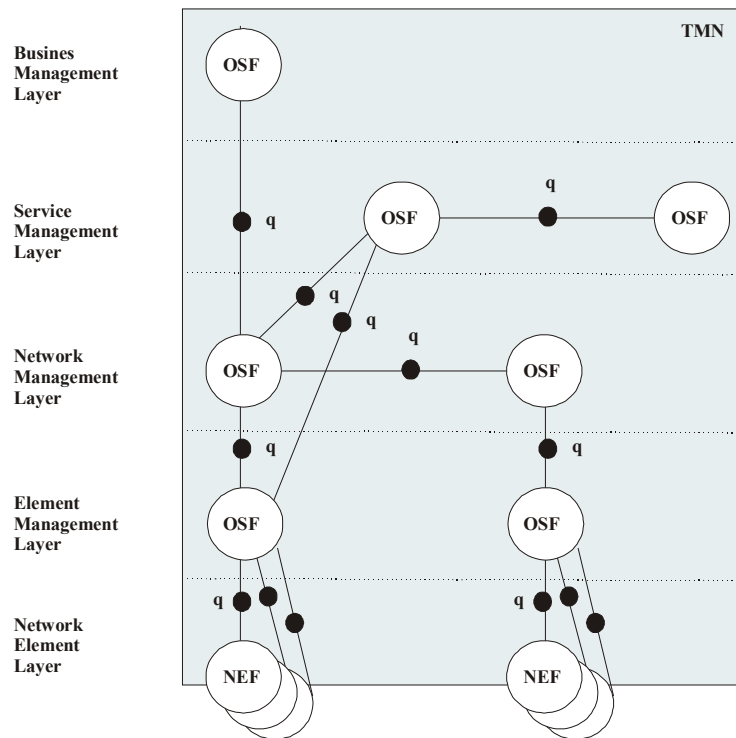 TMN
Busines
Management
Layer
OSF
Service
Management
Layer
q
OSF
q
OSF
q
q
Network
Management
Layer
OSF
q
OSF
q
q
Element
Management
Layer
OSF
OSF
Network
Element
Layer
q
q
NEF
NEF